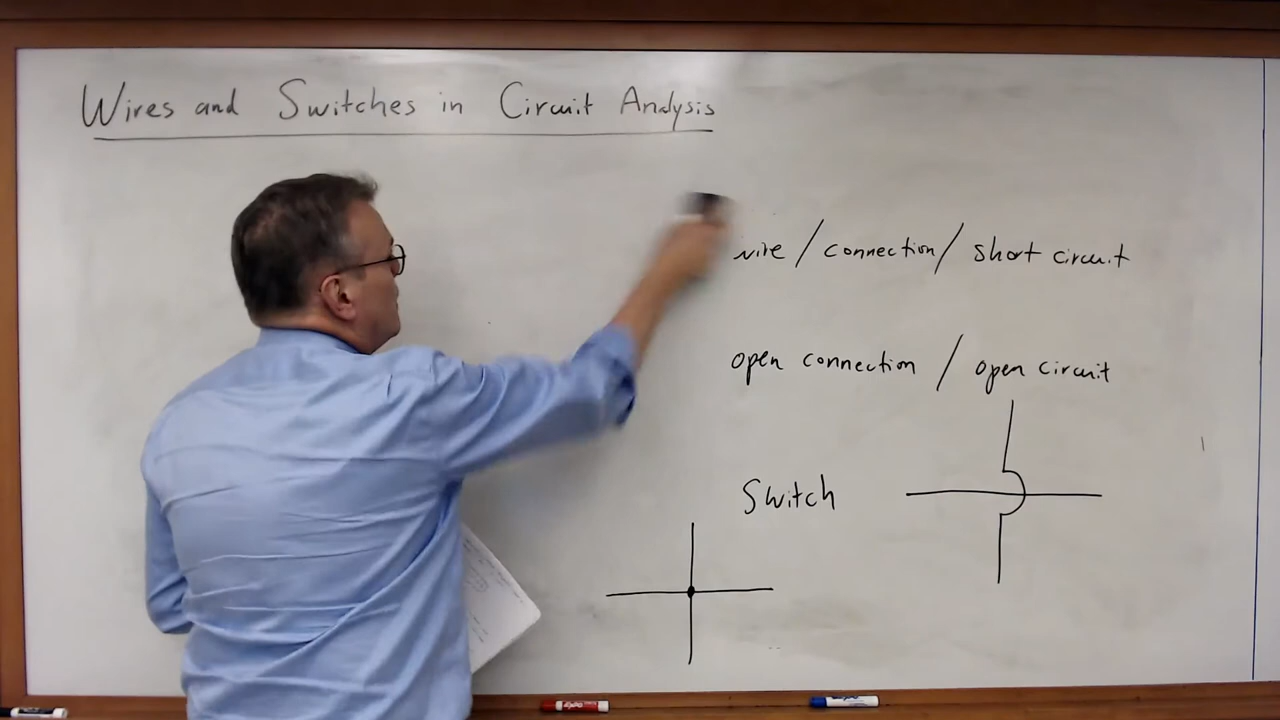 Wires and Switches in Circuit Analysis
wire / connection / short circuit
open connection / open circuit
Switch